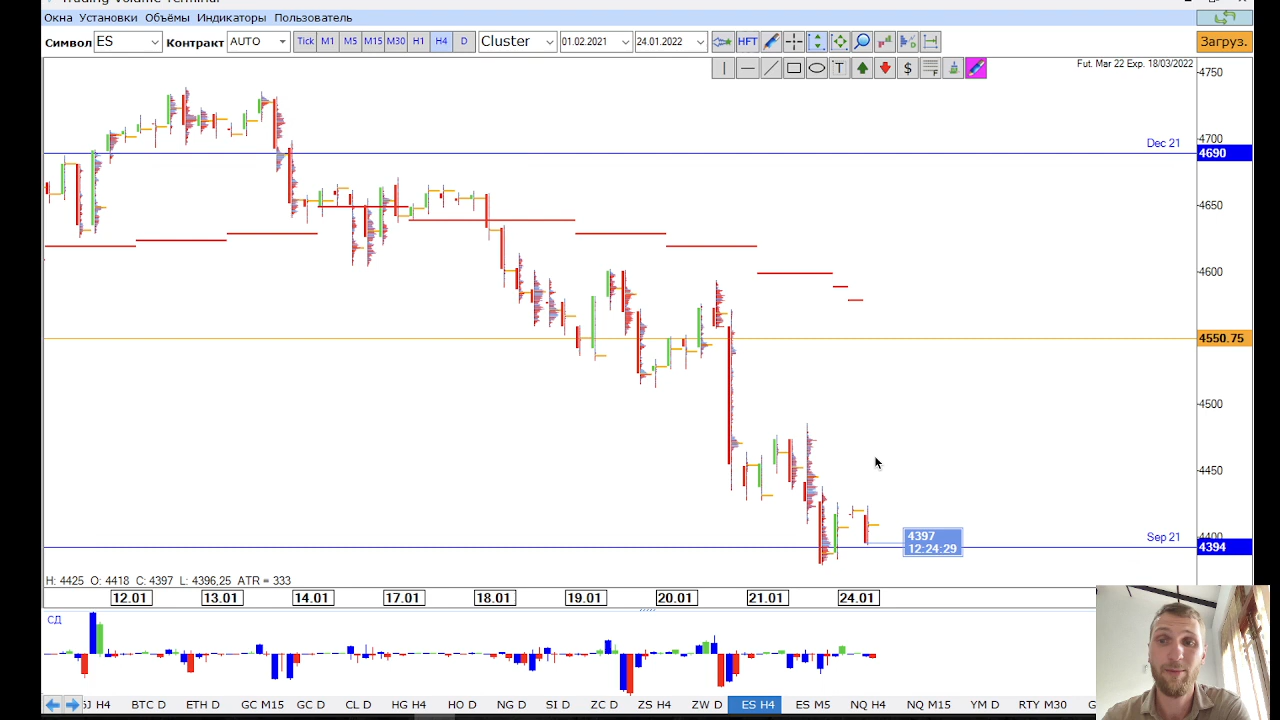 Trading Volume Terminal
Окна Установки Объёмы Индикаторы Пользователь
Символ ES Контракт AUTO Tick M1 M5 M15 M30 H1 H4 D Cluster 01.02.2021 24.01.2022 HFT Загруз.
T $ F
Fut. Mar 22 Exp. 18/03/2022
4750
4700
Dec 21
4690
4650
4600
4550.75
4500
4450
4400
Sep 21
4394
4397
12:24:29
H: 4425 O: 4418 C: 4397 L: 4396,25 ATR = 333
12.01 13.01 14.01 17.01 18.01 19.01 20.01 21.01 24.01
СД
6J H4 BTC D ETH D GC M15 GC D CL D HG H4 HO D NG D SI D ZC D ZS H4 ZW D ES H4 ES M5 NQ H4 NQ M15 YM D RTY M30